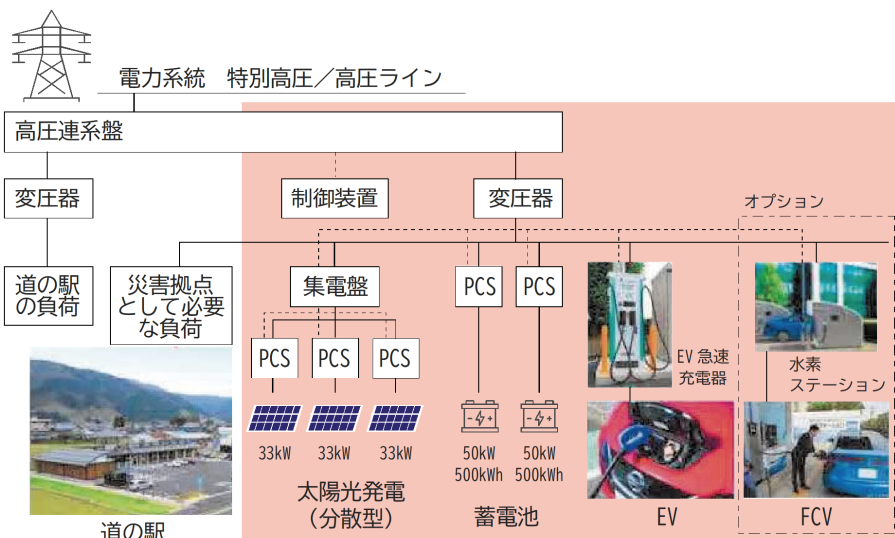 電力系統　特別高圧／高圧ライン
高圧連系盤
変圧器
制御装置
変圧器
オプション
道の駅
の負荷
災害拠点
として必要
な負荷
集電盤
PCS
PCS
PCS
PCS
PCS
EV 急速
充電器
水素
ステーション
33kW
33kW
33kW
50kW
500kWh
50kW
500kWh
太陽光発電
（分散型）
蓄電池
EV
FCV
道の駅